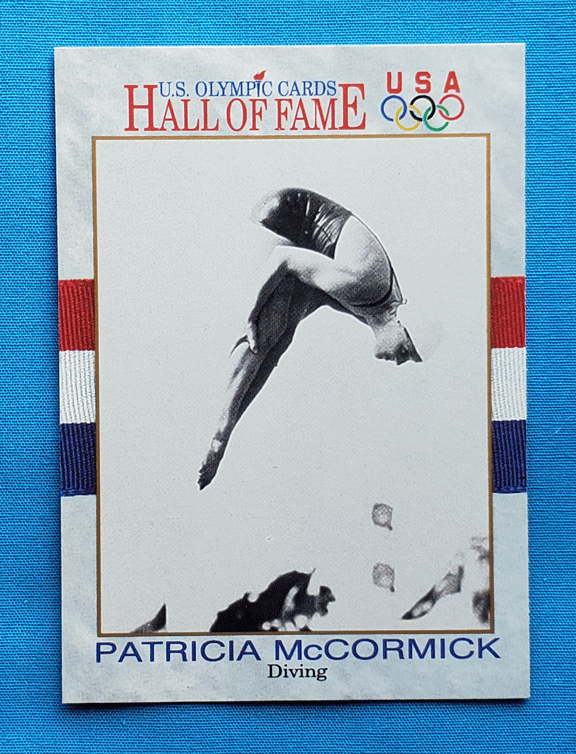 U.S. OLYMPIC CARDS
HALL OF FAME
USA
PATRICIA McCORMICK
Diving